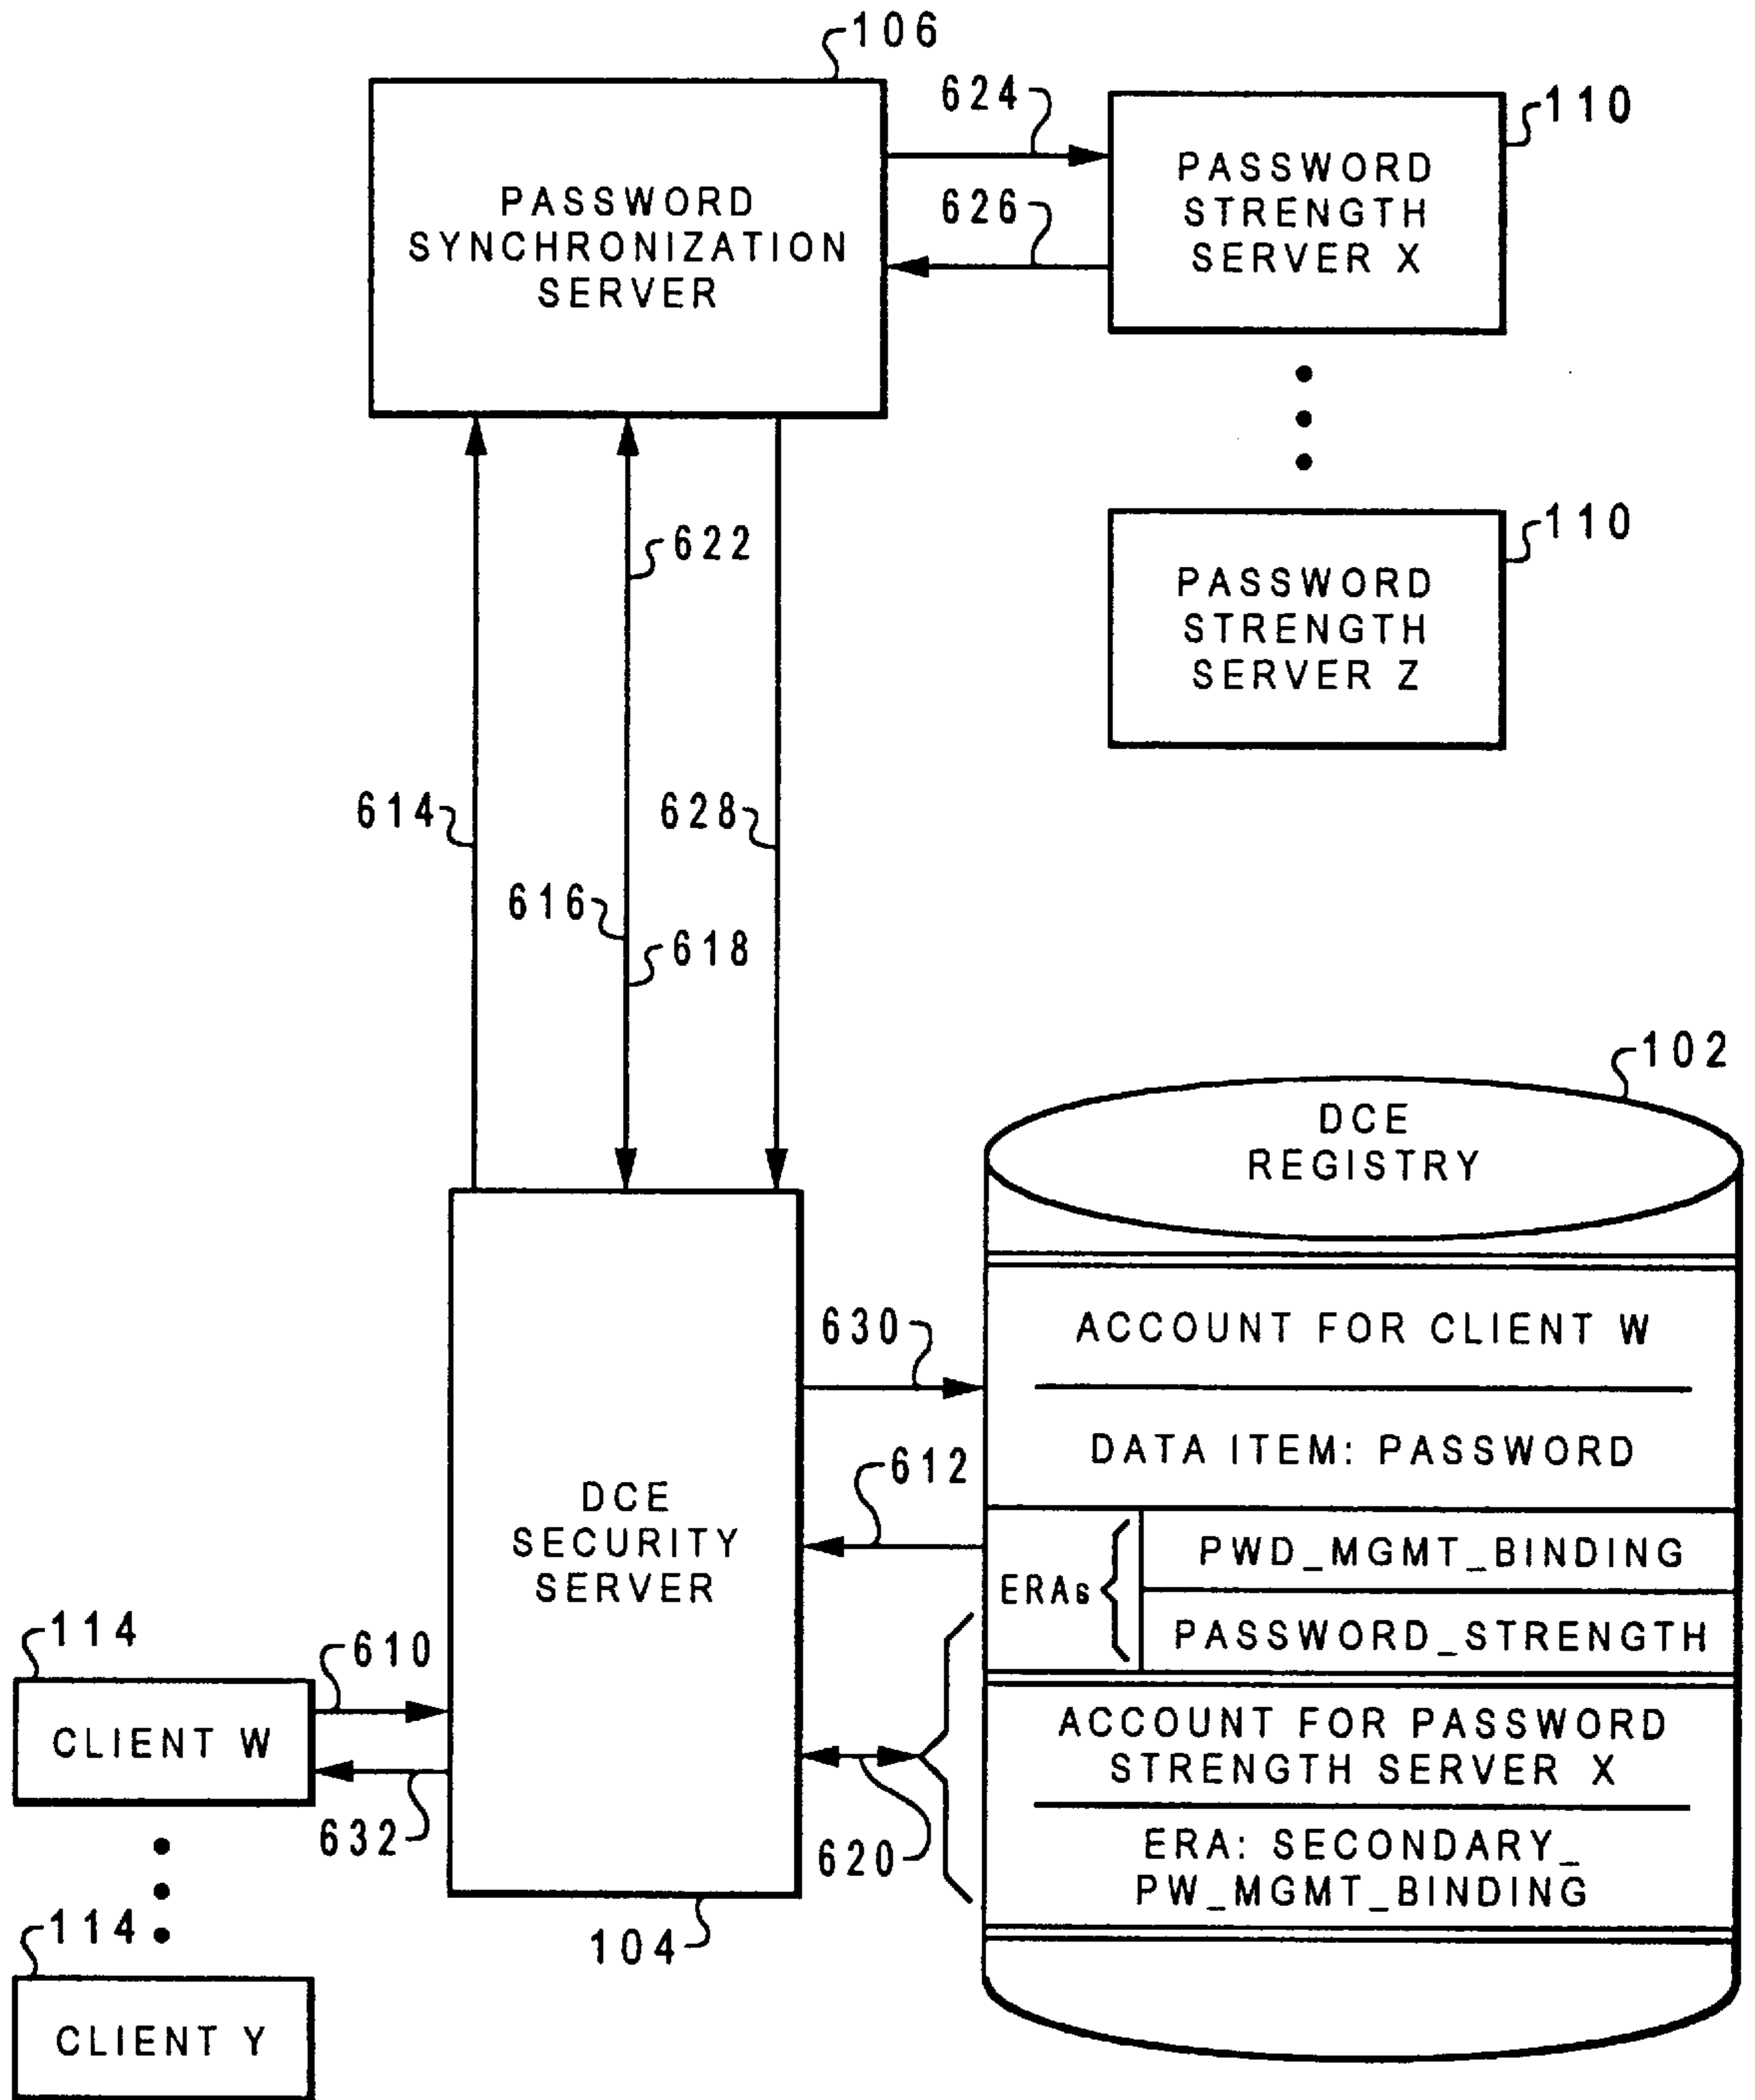 106
624
110
PASSWORD
SYNCHRONIZATION
SERVER
626
PASSWORD
STRENGTH
SERVER X
110
PASSWORD
STRENGTH
SERVER Z
622
614
628
616
618
102
DCE
REGISTRY
630
ACCOUNT FOR CLIENT W
DATA ITEM: PASSWORD
612
DCE
SECURITY
SERVER
ERAs
PWD_MGMT_BINDING
PASSWORD_STRENGTH
114
610
CLIENT W
632
620
ACCOUNT FOR PASSWORD
STRENGTH SERVER X
ERA: SECONDARY_
PW_MGMT_BINDING
104
114
CLIENT Y